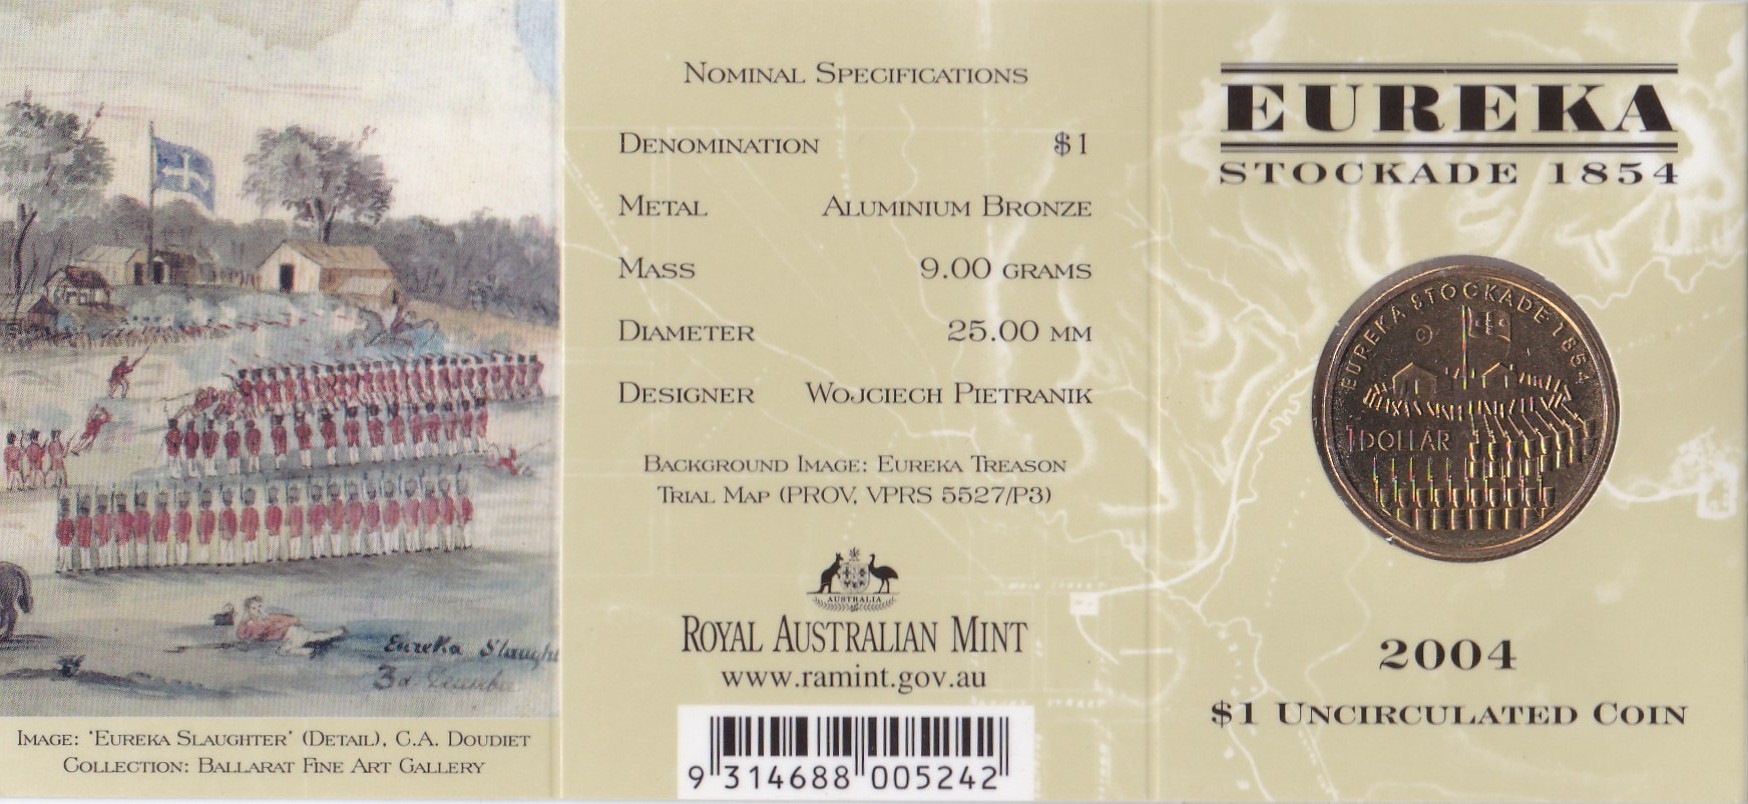 Eureka Slaught
3d December
IMAGE: 'EUREKA SLAUGHTER' (DETAIL), C.A. DOUDIET
COLLECTION: BALLARAT FINE ART GALLERY
NOMINAL SPECIFICATIONS
DENOMINATION $1
METAL ALUMINIUM BRONZE
MASS 9.00 GRAMS
DIAMETER 25.00 MM
DESIGNER WOJCIECH PIETRANIK
BACKGROUND IMAGE: EUREKA TREASON
TRIAL MAP (PROV, VPRS 5527/P3)
AUSTRALIA
ROYAL AUSTRALIAN MINT
www.ramint.gov.au
9 314688 005242
EUREKA
STOCKADE 1854
EUREKA STOCKADE 1854
C
1 DOLLAR
2004
$1 UNCIRCULATED COIN